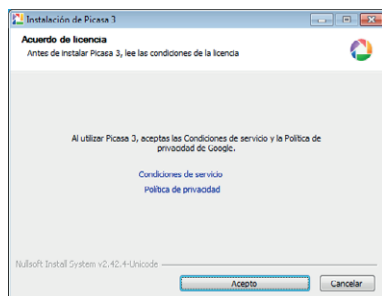 Instalación de Picasa 3
Acuerdo de licencia
Antes de instalar Picasa 3, lee las condiciones de la licencia
Al utilizar Picasa 3, aceptas las Condiciones de servicio y la Política de
privacidad de Google.
Condiciones de servicio
Política de privacidad
Nullsoft Install System v2.42.4-Unicode
Acepto
Cancelar